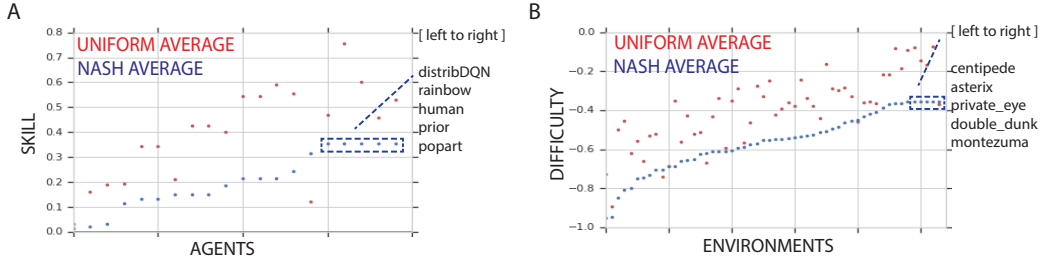 A
0.8
0.7
0.6
0.5
0.4
0.3
0.2
0.1
0.0
SKILL
UNIFORM AVERAGE
NASH AVERAGE
AGENTS
[ left to right ]
distribDQN
rainbow
human
prior
popart
B
0.0
−0.2
−0.4
−0.6
−0.8
−1.0
DIFFICULTY
UNIFORM AVERAGE
NASH AVERAGE
ENVIRONMENTS
[ left to right ]
centipede
asterix
private_eye
double_dunk
montezuma